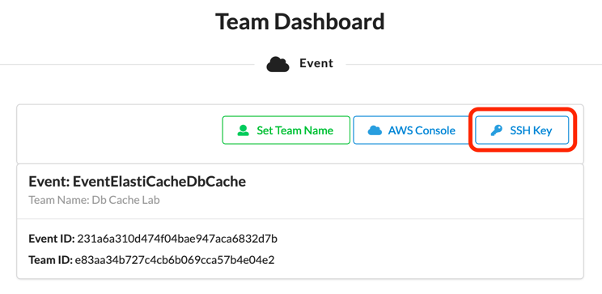 Team Dashboard
Event
Set Team Name
AWS Console
SSH Key
Event: EventElastiCacheDbCache
Team Name: Db Cache Lab
Event ID: 231a6a310d474f04bae947aca6832d7b
Team ID: e83aa34b727c4cb6b069cca57b4e04e2